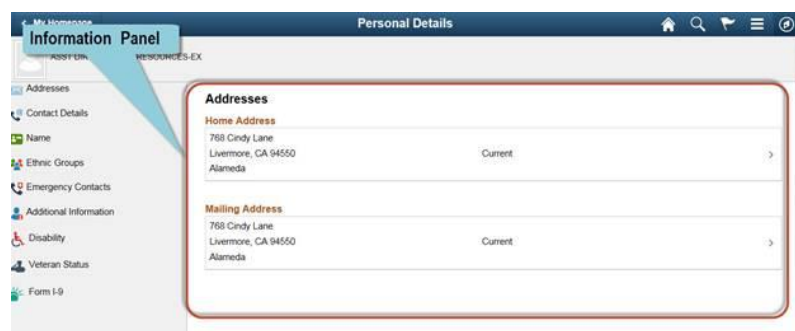 My Homepage
Personal Details
Information Panel
ASST DIR RESOURCES-EX
Addresses
Contact Details
Name
Ethnic Groups
Emergency Contacts
Additional Information
Disability
Veteran Status
Form I-9
Addresses
Home Address
768 Cindy Lane
Livermore, CA 94550
Current
Alameda
Mailing Address
768 Cindy Lane
Livermore, CA 94550
Current
Alameda